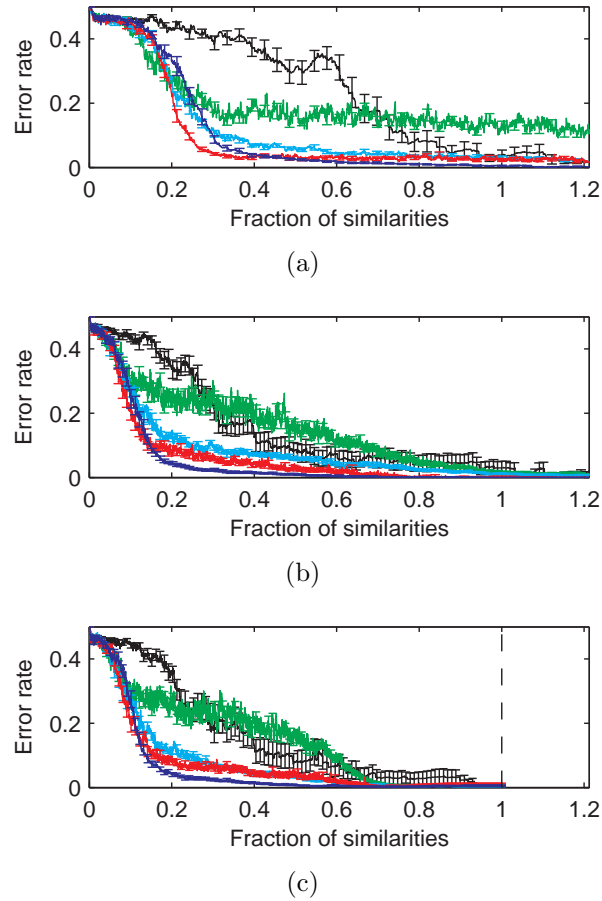 0.4
0.2
0
Error rate
0 0.2 0.4 0.6 0.8 1 1.2
Fraction of similarities
(a)
0.4
0.2
0
Error rate
0 0.2 0.4 0.6 0.8 1 1.2
Fraction of similarities
(b)
0.4
0.2
0
Error rate
0 0.2 0.4 0.6 0.8 1 1.2
Fraction of similarities
(c)